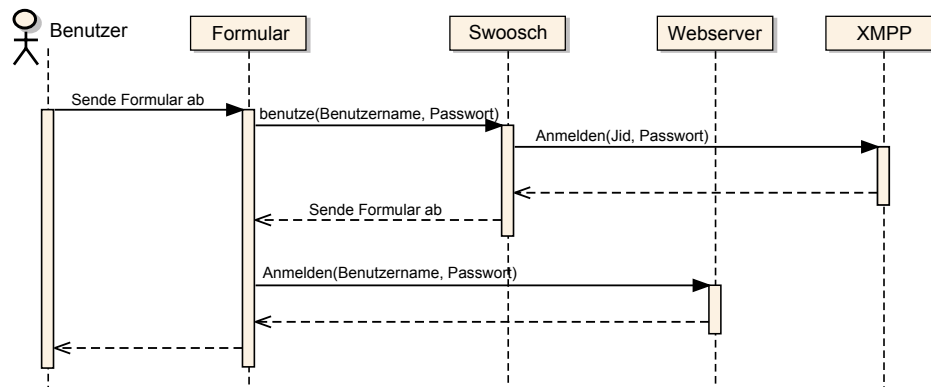 Benutzer
Formular
Swoosch
Webserver
XMPP
Sende Formular ab
benutze(Benutzername, Passwort)
Anmelden(Jid, Passwort)
Sende Formular ab
Anmelden(Benutzername, Passwort)